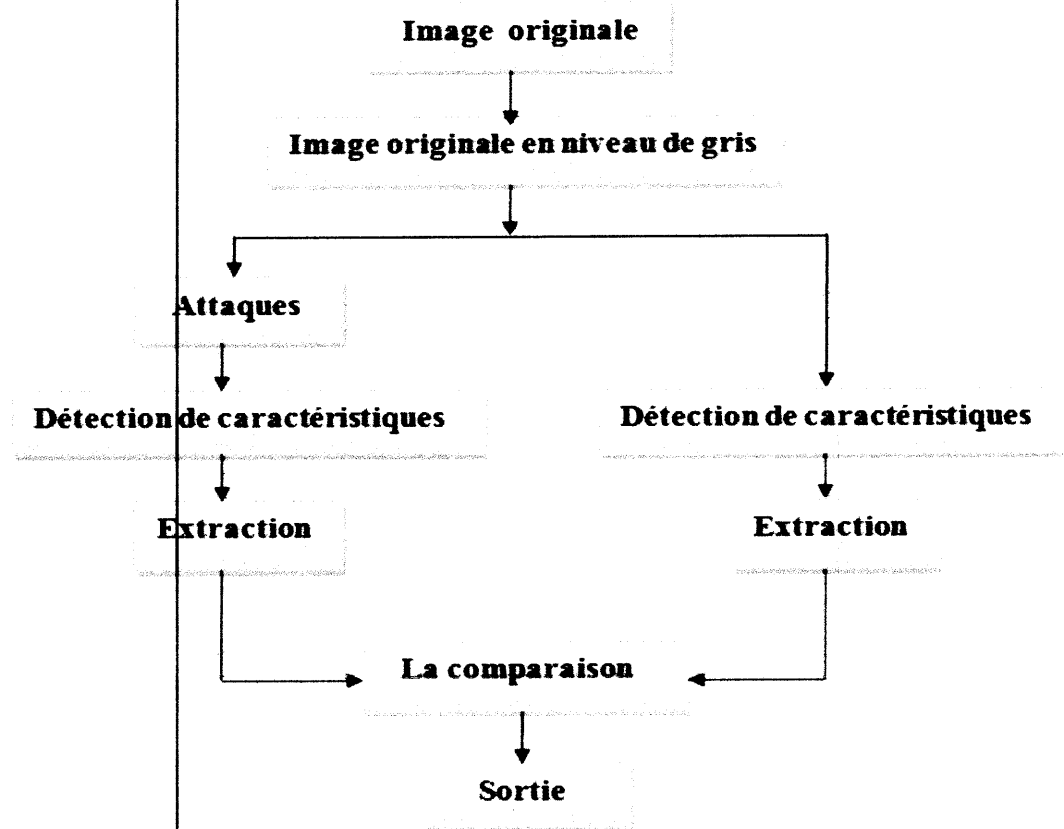 Image originale
Image originale en niveau de gris
Attaques
Détection de caractéristiques
Détection de caractéristiques
Extraction
Extraction
La comparaison
Sortie